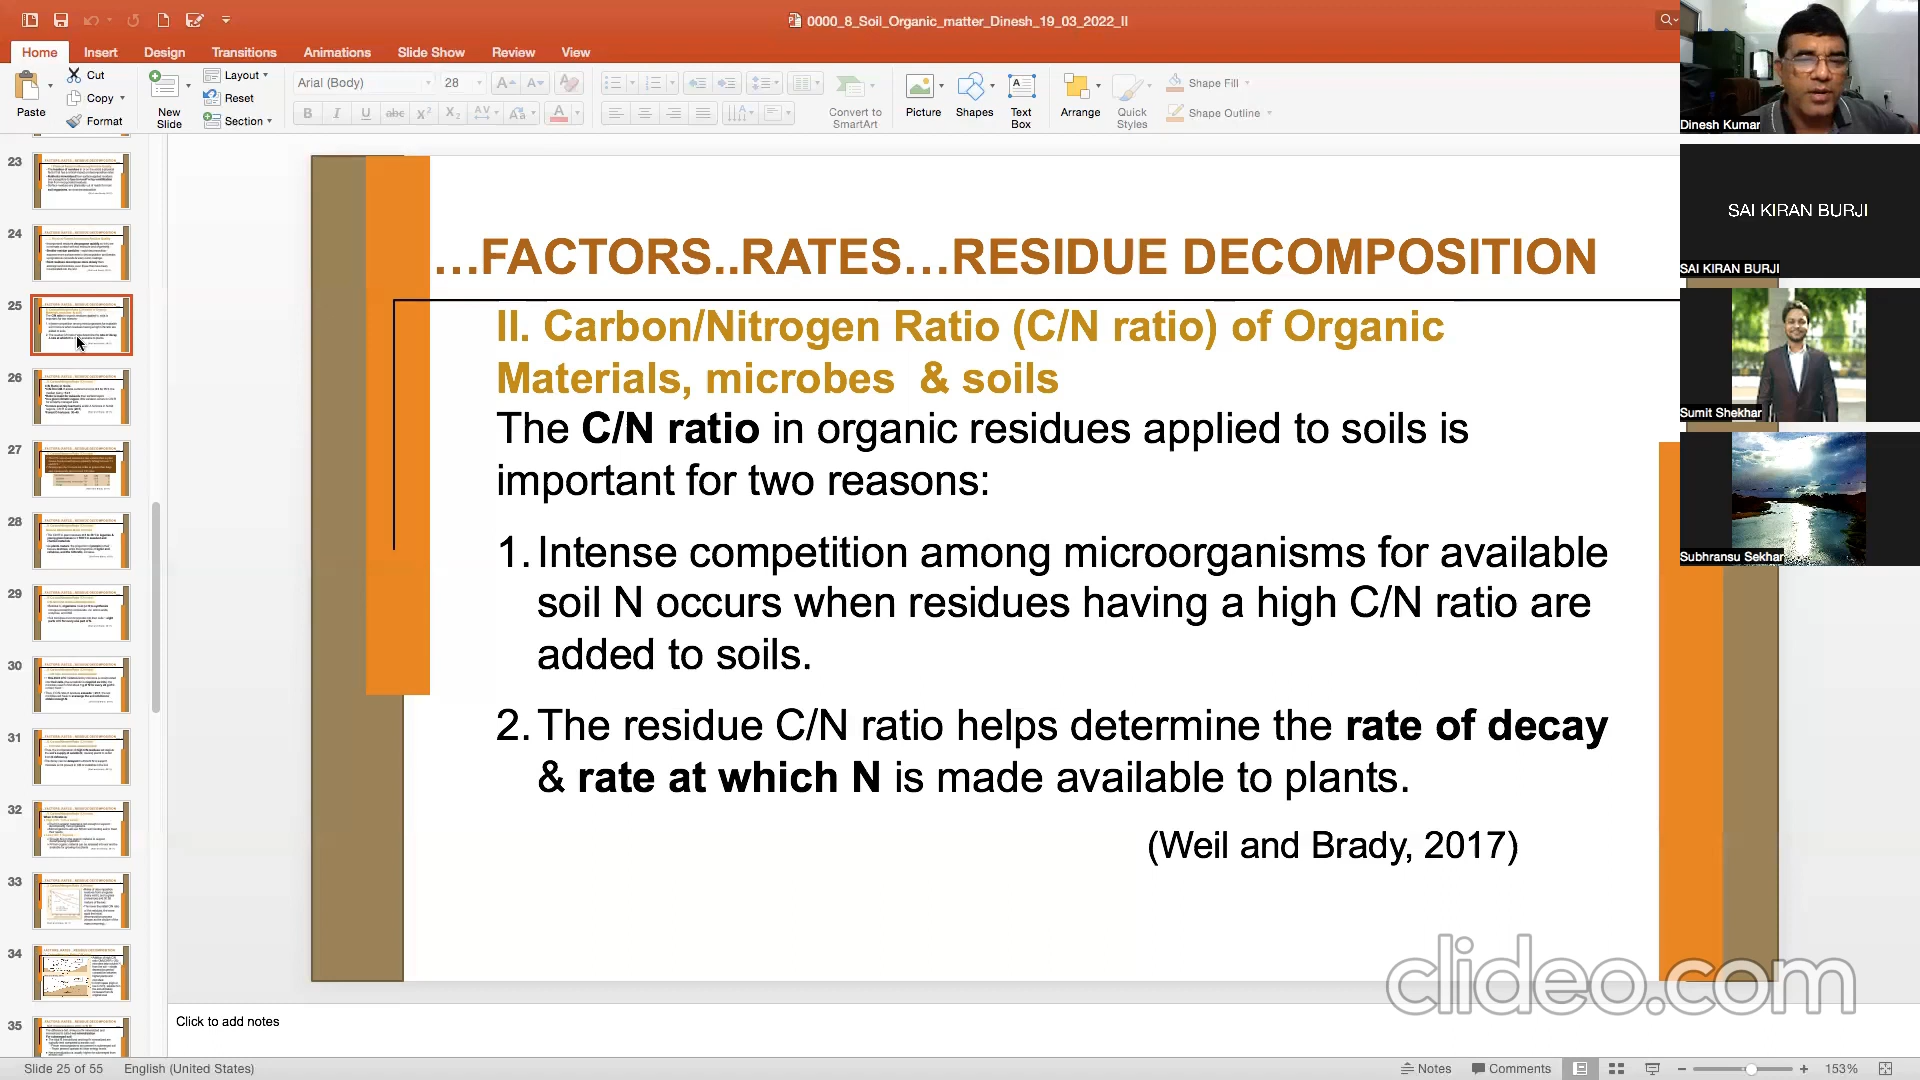 0000_8_Soil_Organic_matter_Dinesh_19_03_2022_II
Home Insert Design Transitions Animations Slide Show Review View
Paste
Cut
Copy
Format
New
Slide
Layout
Reset
Section
Arial (Body) 28
Convert to
SmartArt
Picture
Shapes
Text
Box
Arrange
Quick
Styles
Shape Fill
Shape Outline
23
24
25
26
27
28
29
30
31
32
33
34
35
…FACTORS..RATES…RESIDUE DECOMPOSITION
II. Carbon/Nitrogen Ratio (C/N ratio) of Organic
Materials, microbes & soils
The C/N ratio in organic residues applied to soils is
important for two reasons:
1. Intense competition among microorganisms for available
soil N occurs when residues having a high C/N ratio are
added to soils.
2. The residue C/N ratio helps determine the rate of decay
& rate at which N is made available to plants.
(Weil and Brady, 2017)
Dinesh Kumar
SAI KIRAN BURJI
SAI KIRAN BURJI
Sumit Shekhar
Subhransu Sekhar
clideo.com
Click to add notes
Slide 25 of 55 English (United States) Notes Comments 153%